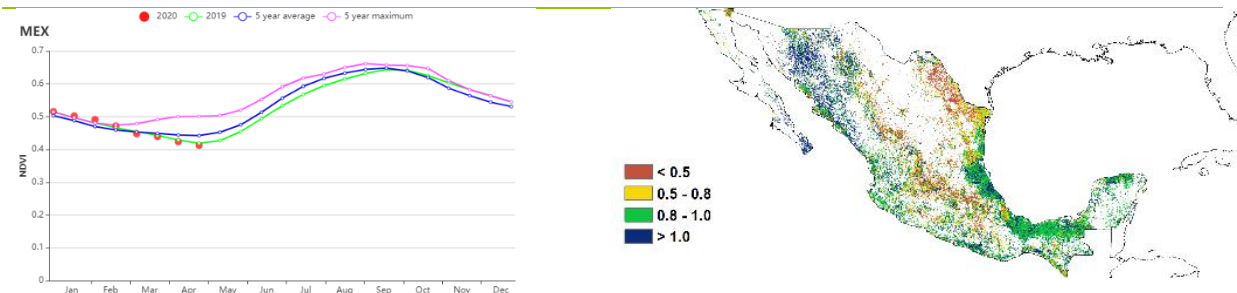 2020 2019 5 year average 5 year maximum
MEX
0.7
0.6
0.5
0.4
0.3
0.2
0.1
0
NDVI
Jan Feb Mar Apr May Jun Jul Aug Sep Oct Nov Dec
< 0.5
0.5 - 0.8
0.8 - 1.0
> 1.0